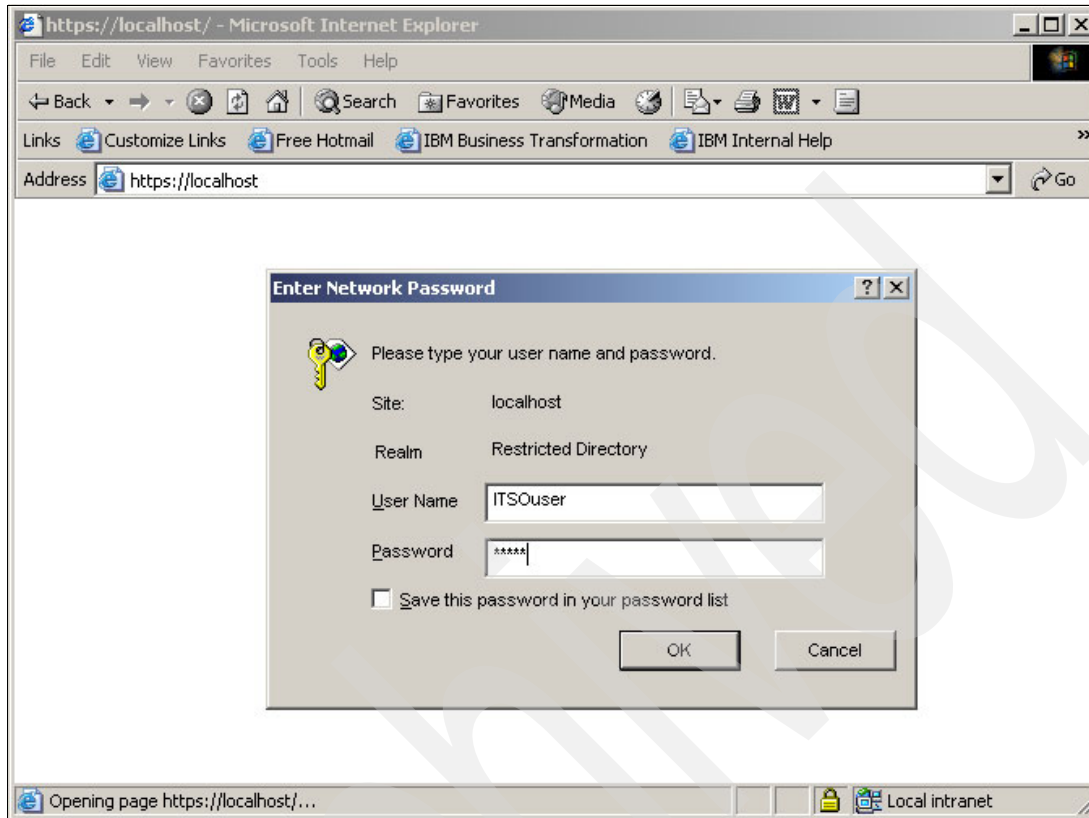 https://localhost/ - Microsoft Internet Explorer
File Edit View Favorites Tools Help
Back Search Favorites Media
Links Customize Links Free Hotmail IBM Business Transformation IBM Internal Help »
Address https://localhost Go
Enter Network Password
Please type your user name and password.
Site: localhost
Realm Restricted Directory
User Name ITSOuser
Password *****
Save this password in your password list
OK Cancel
Opening page https://localhost/... Local intranet